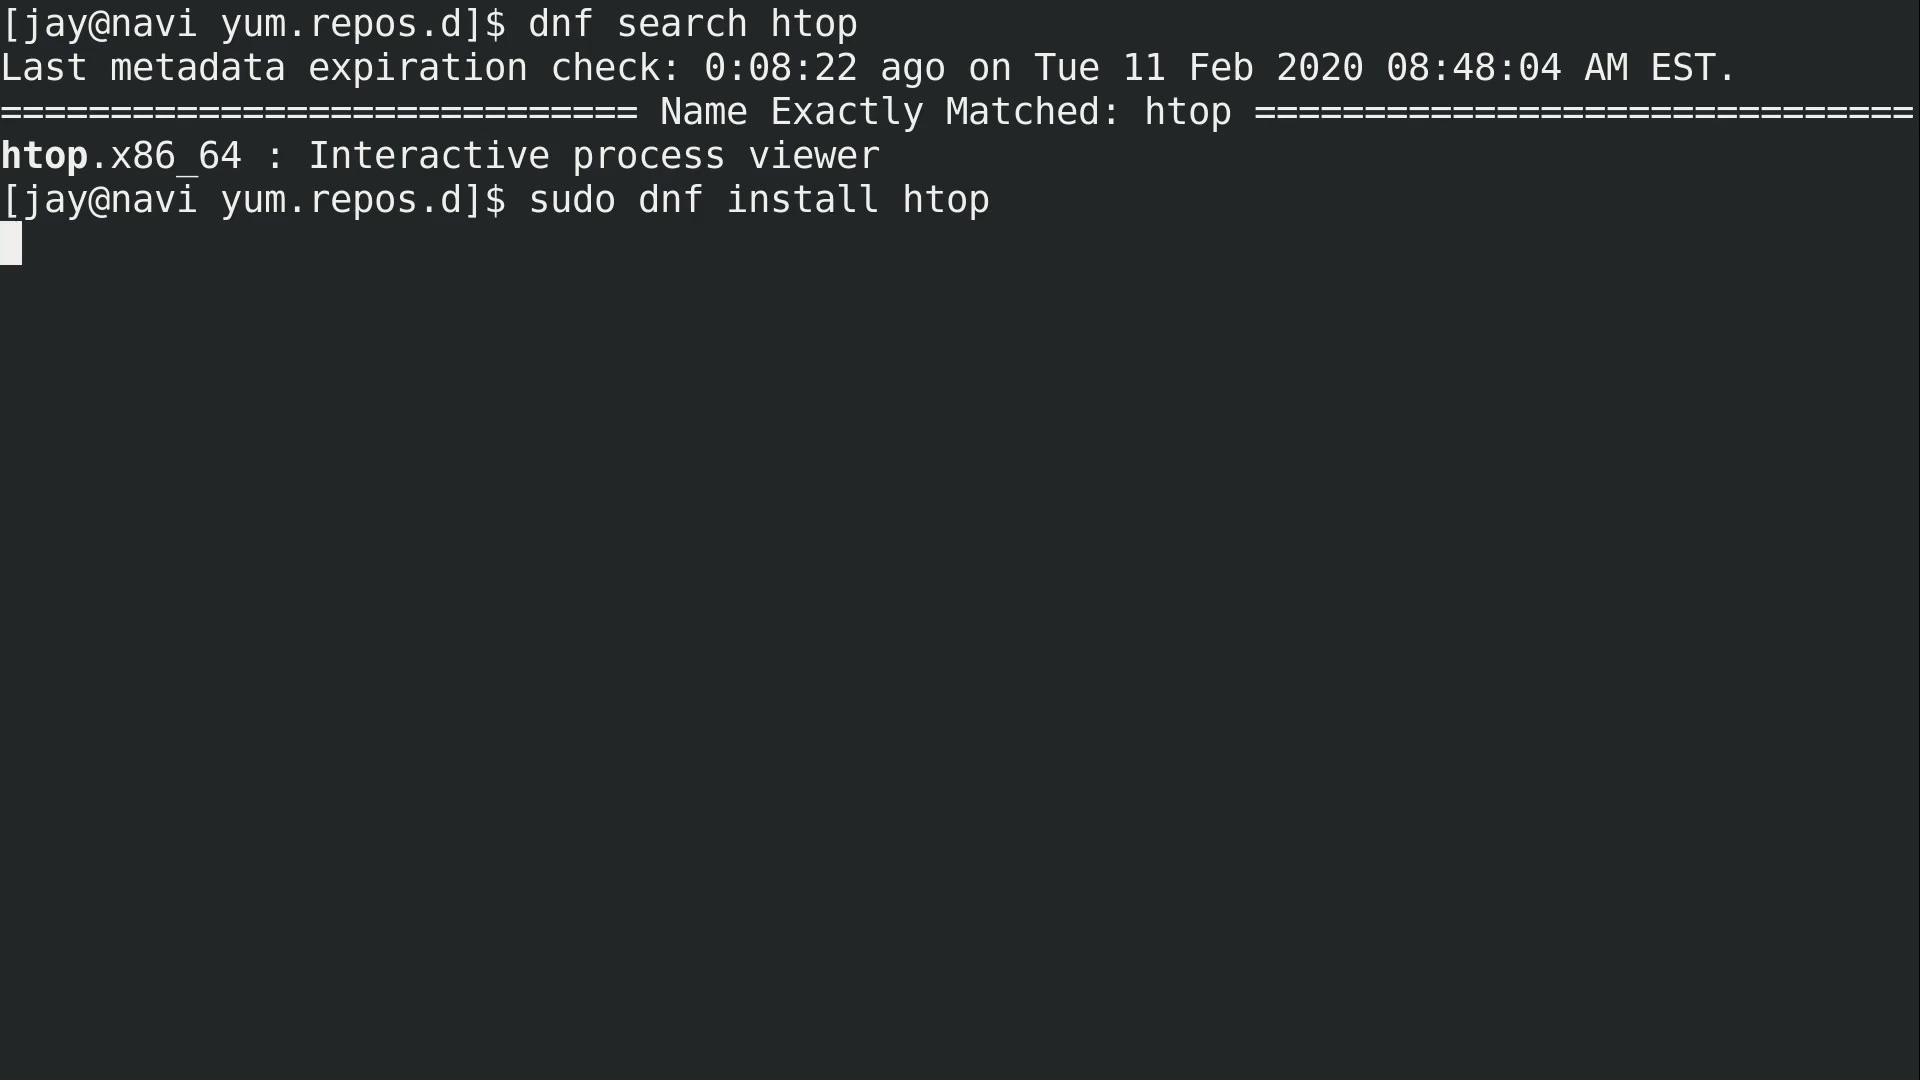 [jay@navi yum.repos.d]$ dnf search htop
Last metadata expiration check: 0:08:22 ago on Tue 11 Feb 2020 08:48:04 AM EST.
============================= Name Exactly Matched: htop ==============================
htop.x86_64 : Interactive process viewer
[jay@navi yum.repos.d]$ sudo dnf install htop